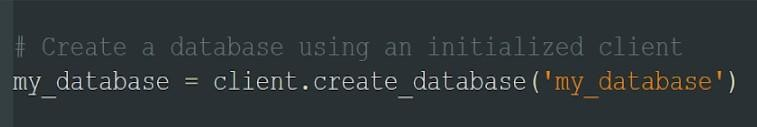 # Create a database using an initialized client
my_database = client.create_database('my_database')